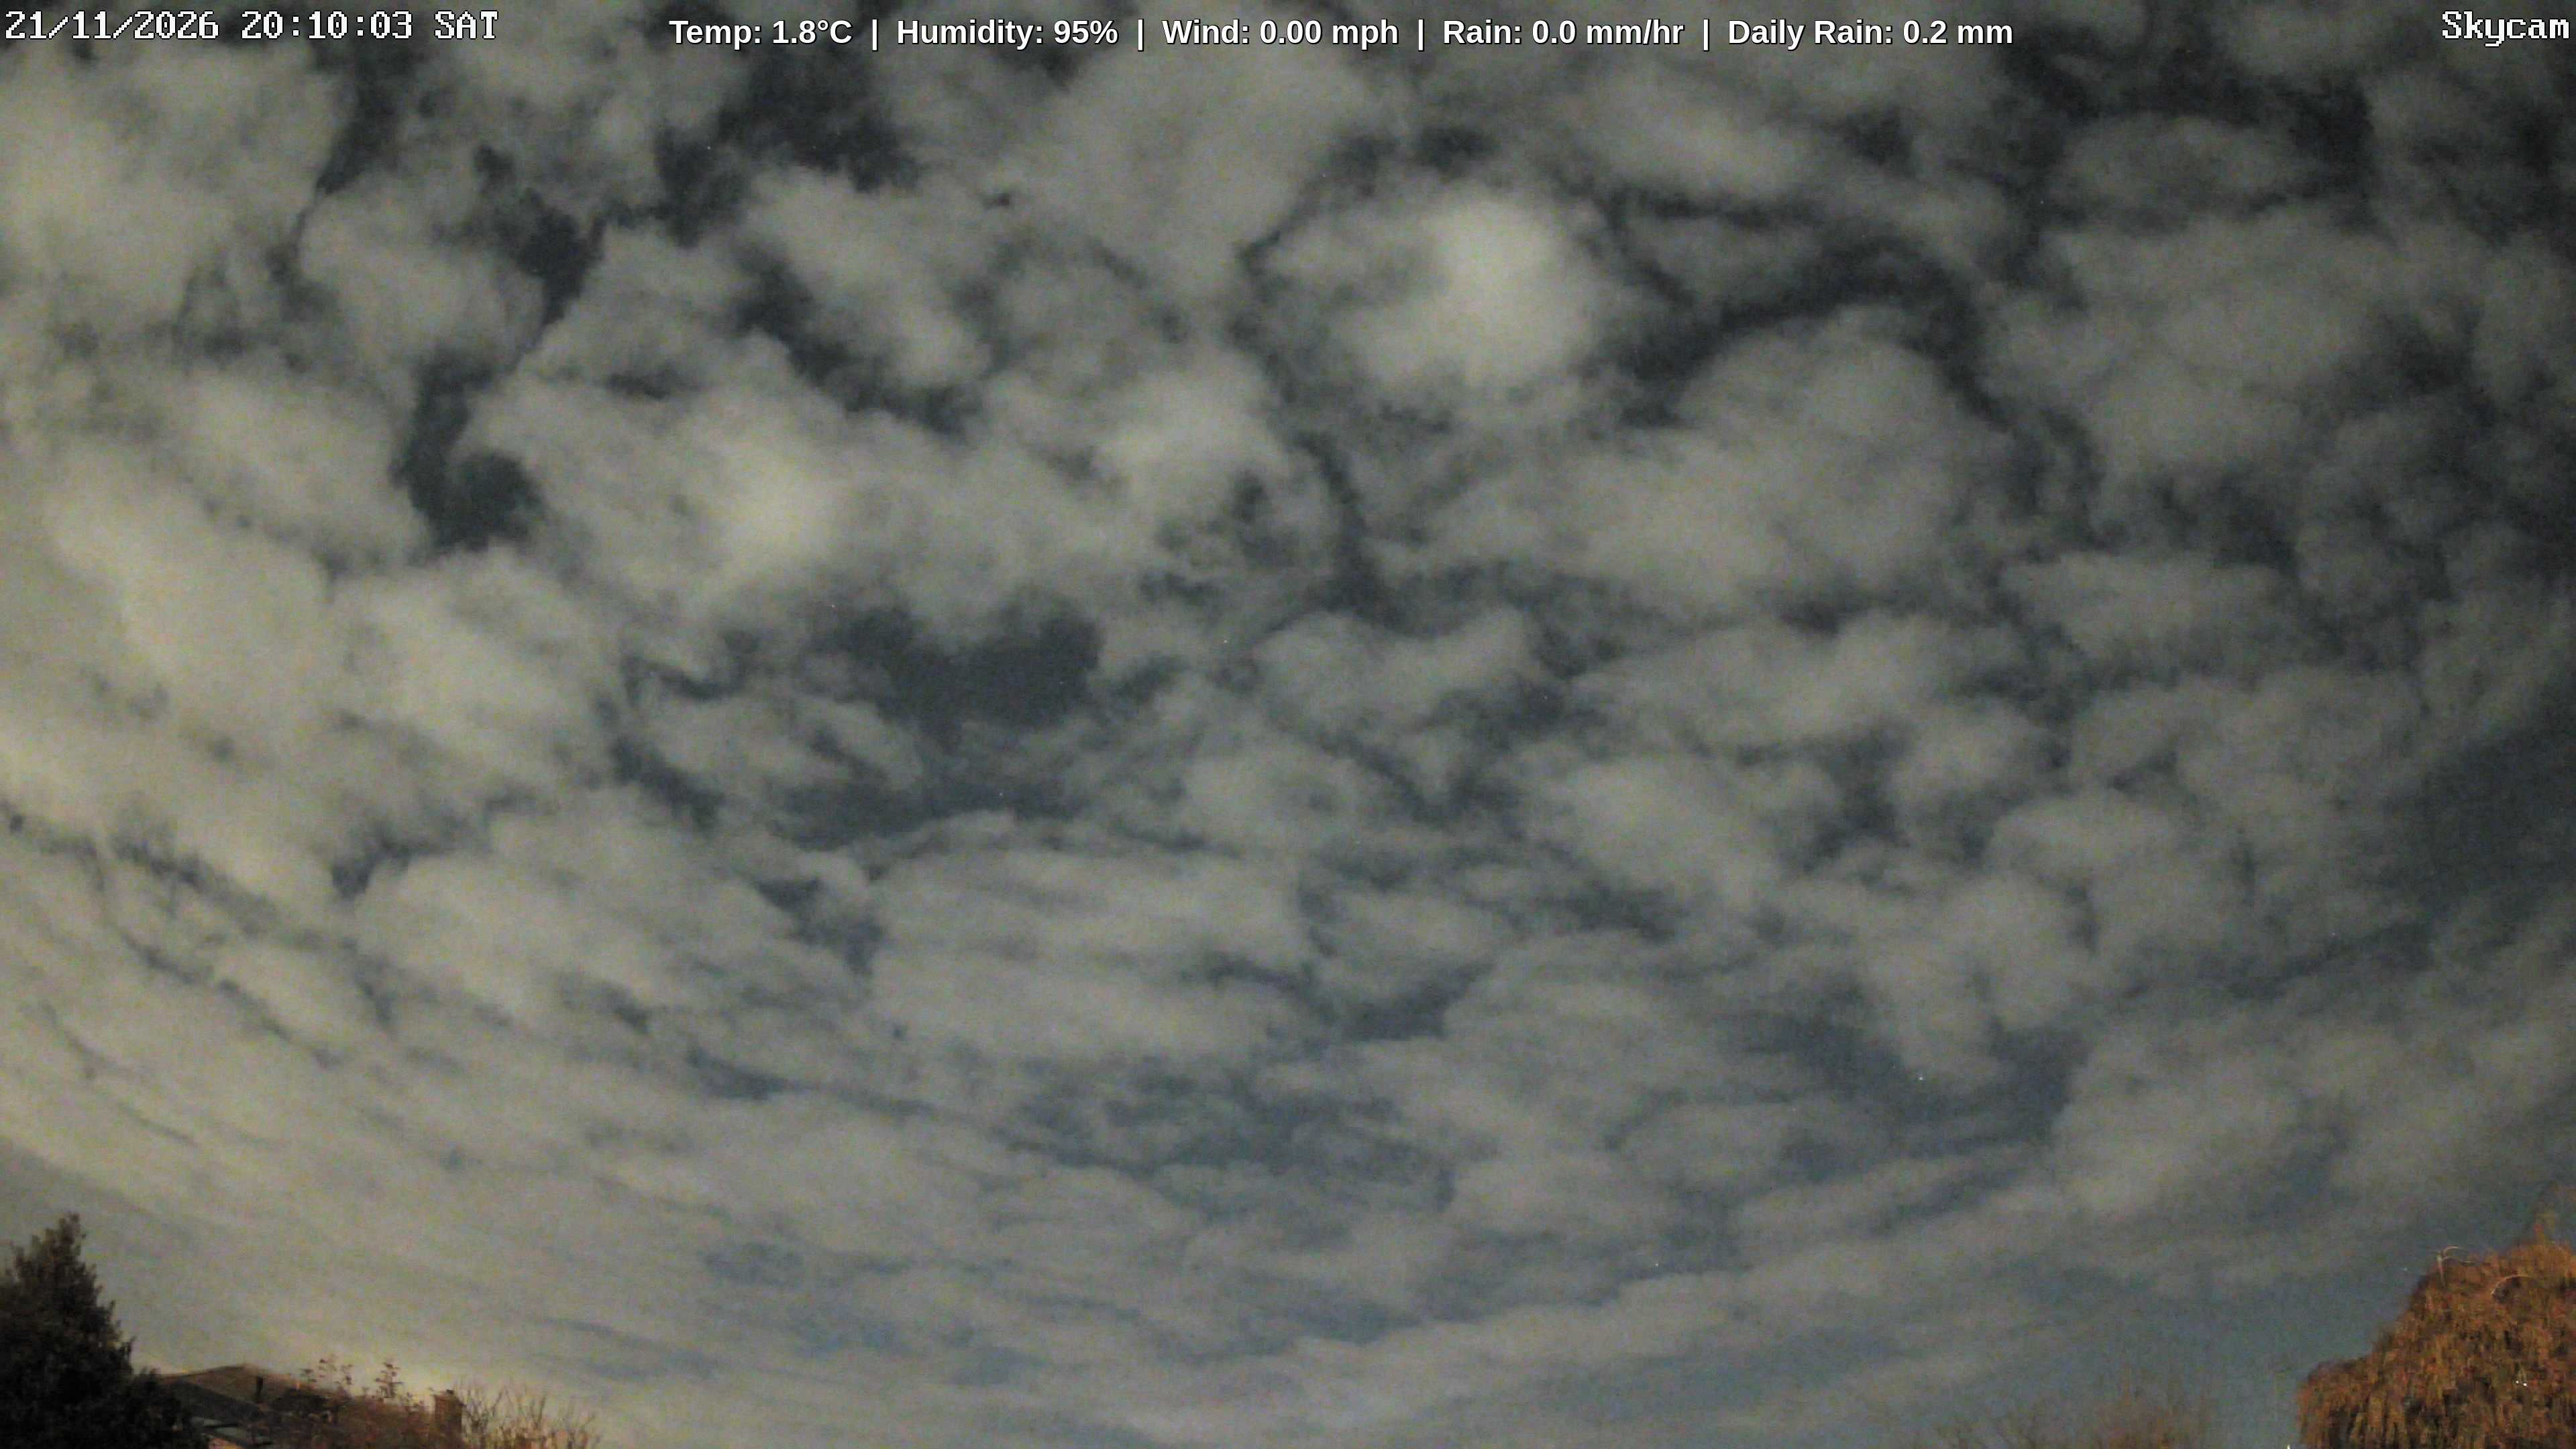 21/11/2026 20:10:03 SAT
Temp: 1.8°C | Humidity: 95% | Wind: 0.00 mph | Rain: 0.0 mm/hr | Daily Rain: 0.2 mm
Skycam